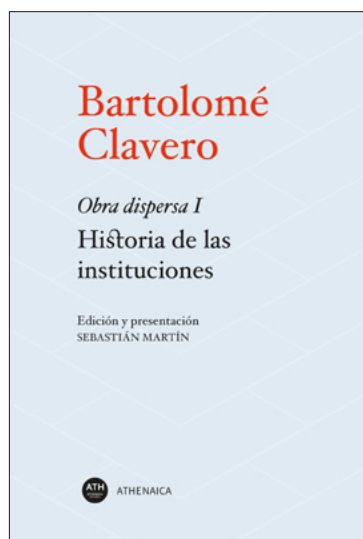 Bartolomé
Clavero
Obra dispersa I
Historia de las
instituciones
Edición y presentación
SEBASTIÁN MARTÍN
ATH
ATHENAICA